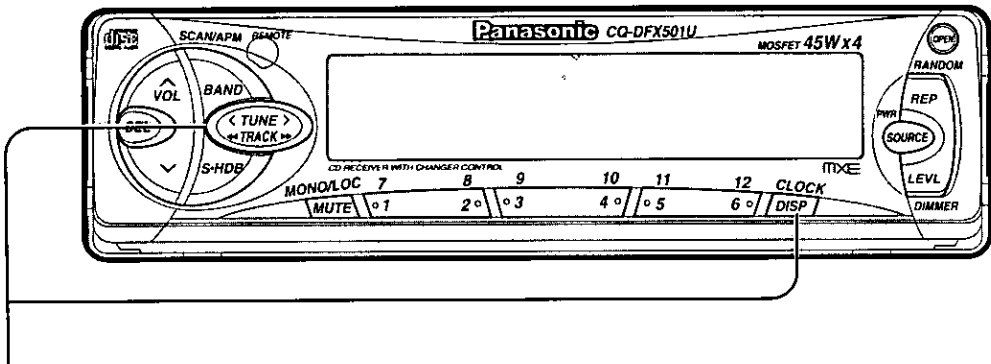 disc SCAN/APM REMOTE Panasonic CQ-DFX501U MOSFET 45W x 4 OPEN
RANDOM
VOL BAND REP
SEL < TUNE > PWR SOURCE
TRACK
S·HDB LEVL
CD RECEIVER WITH CHANGER CONTROL MXE
MONO/LOC 7 8 9 10 11 12 CLOCK
MUTE 1 2 3 4 5 6 DISP DIMMER